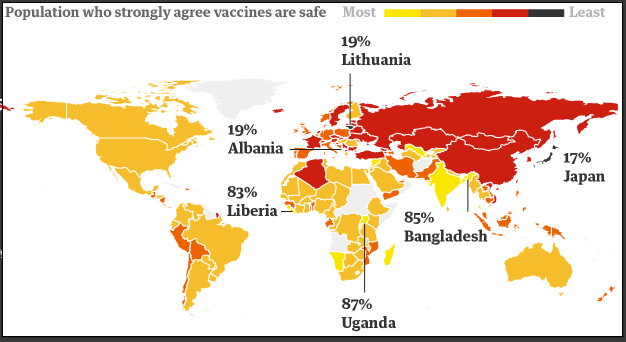 Population who strongly agree vaccines are safe
Most
Least
19%
Lithuania
19%
Albania
17%
Japan
83%
Liberia
85%
Bangladesh
87%
Uganda